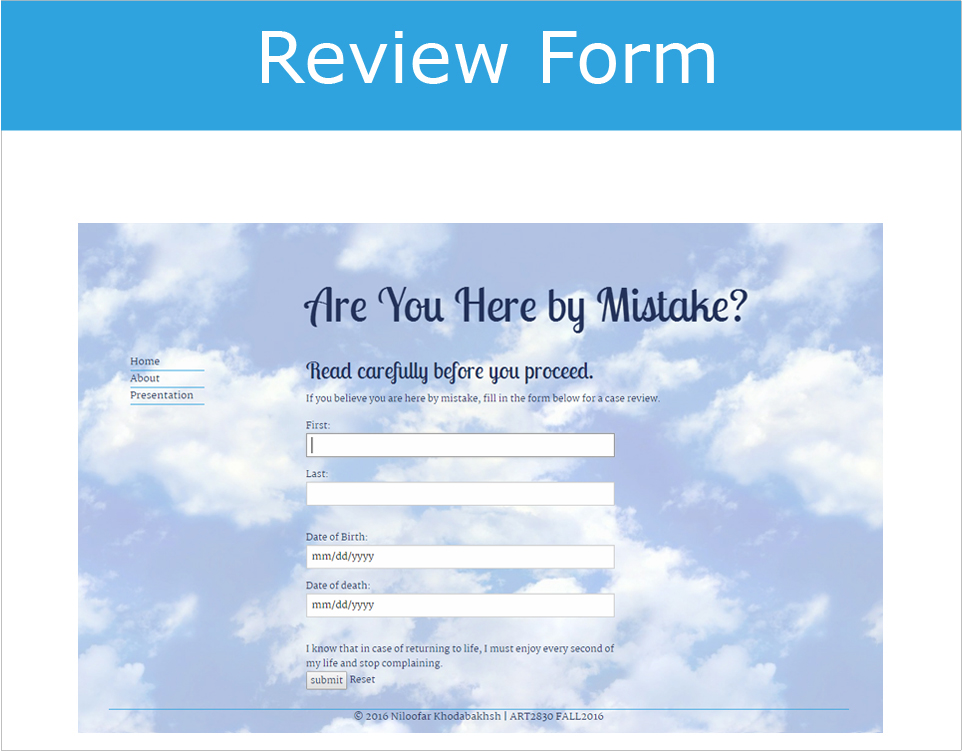 Review Form
Are You Here by Mistake?
Home
About
Presentation
Read carefully before you proceed.
If you believe you are here by mistake, fill in the form below for a case review.
First:
Last:
Date of Birth:
mm/dd/yyyy
Date of death:
mm/dd/yyyy
I know that in case of returning to life, I must enjoy every second of
my life and stop complaining.
submit Reset
© 2016 Niloofar Khodabakhsh | ART2830 FALL2016